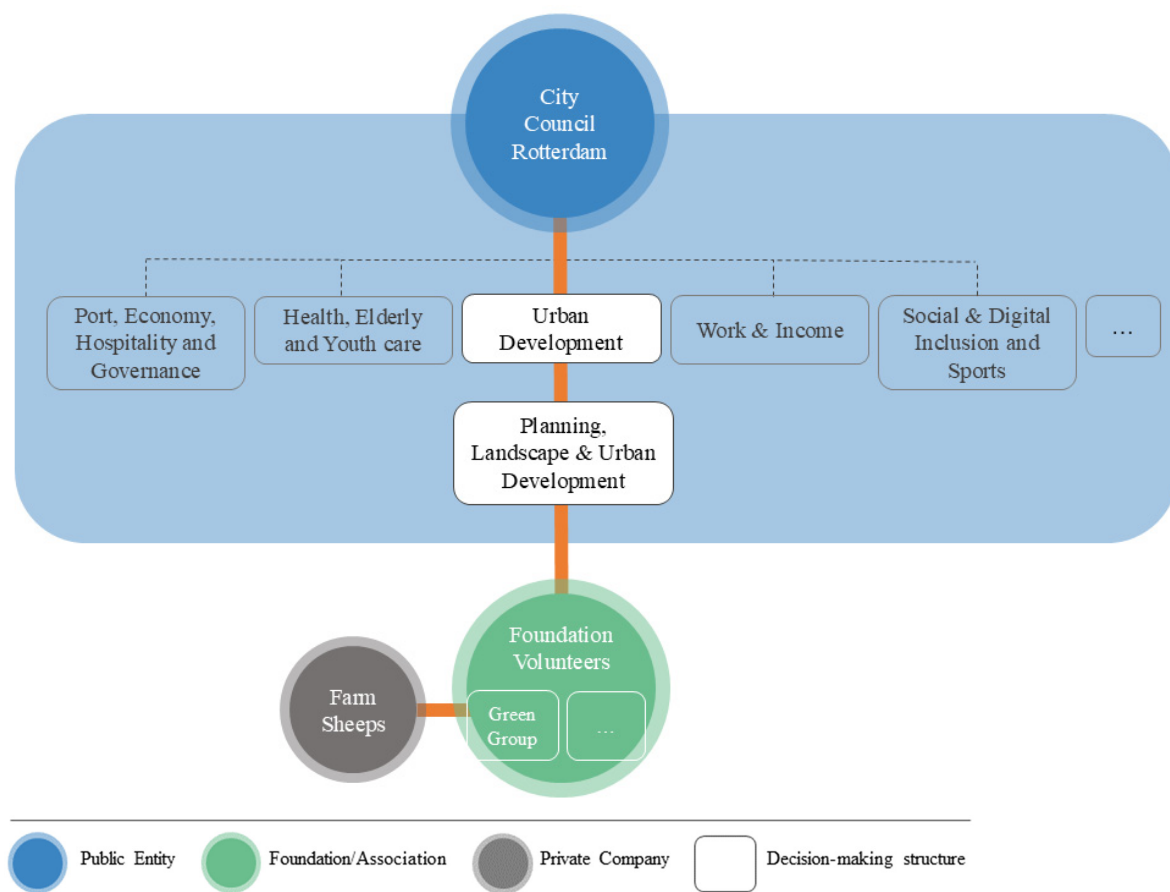 City
Council
Rotterdam
Port, Economy,
Hospitality and
Governance
Health, Elderly
and Youth care
Urban
Development
Work & Income
Social & Digital
Inclusion and
Sports
...
Planning,
Landscape & Urban
Development
Foundation
Volunteers
Farm
Sheeps
Green
Group
...
Public Entity
Foundation/Association
Private Company
Decision-making structure